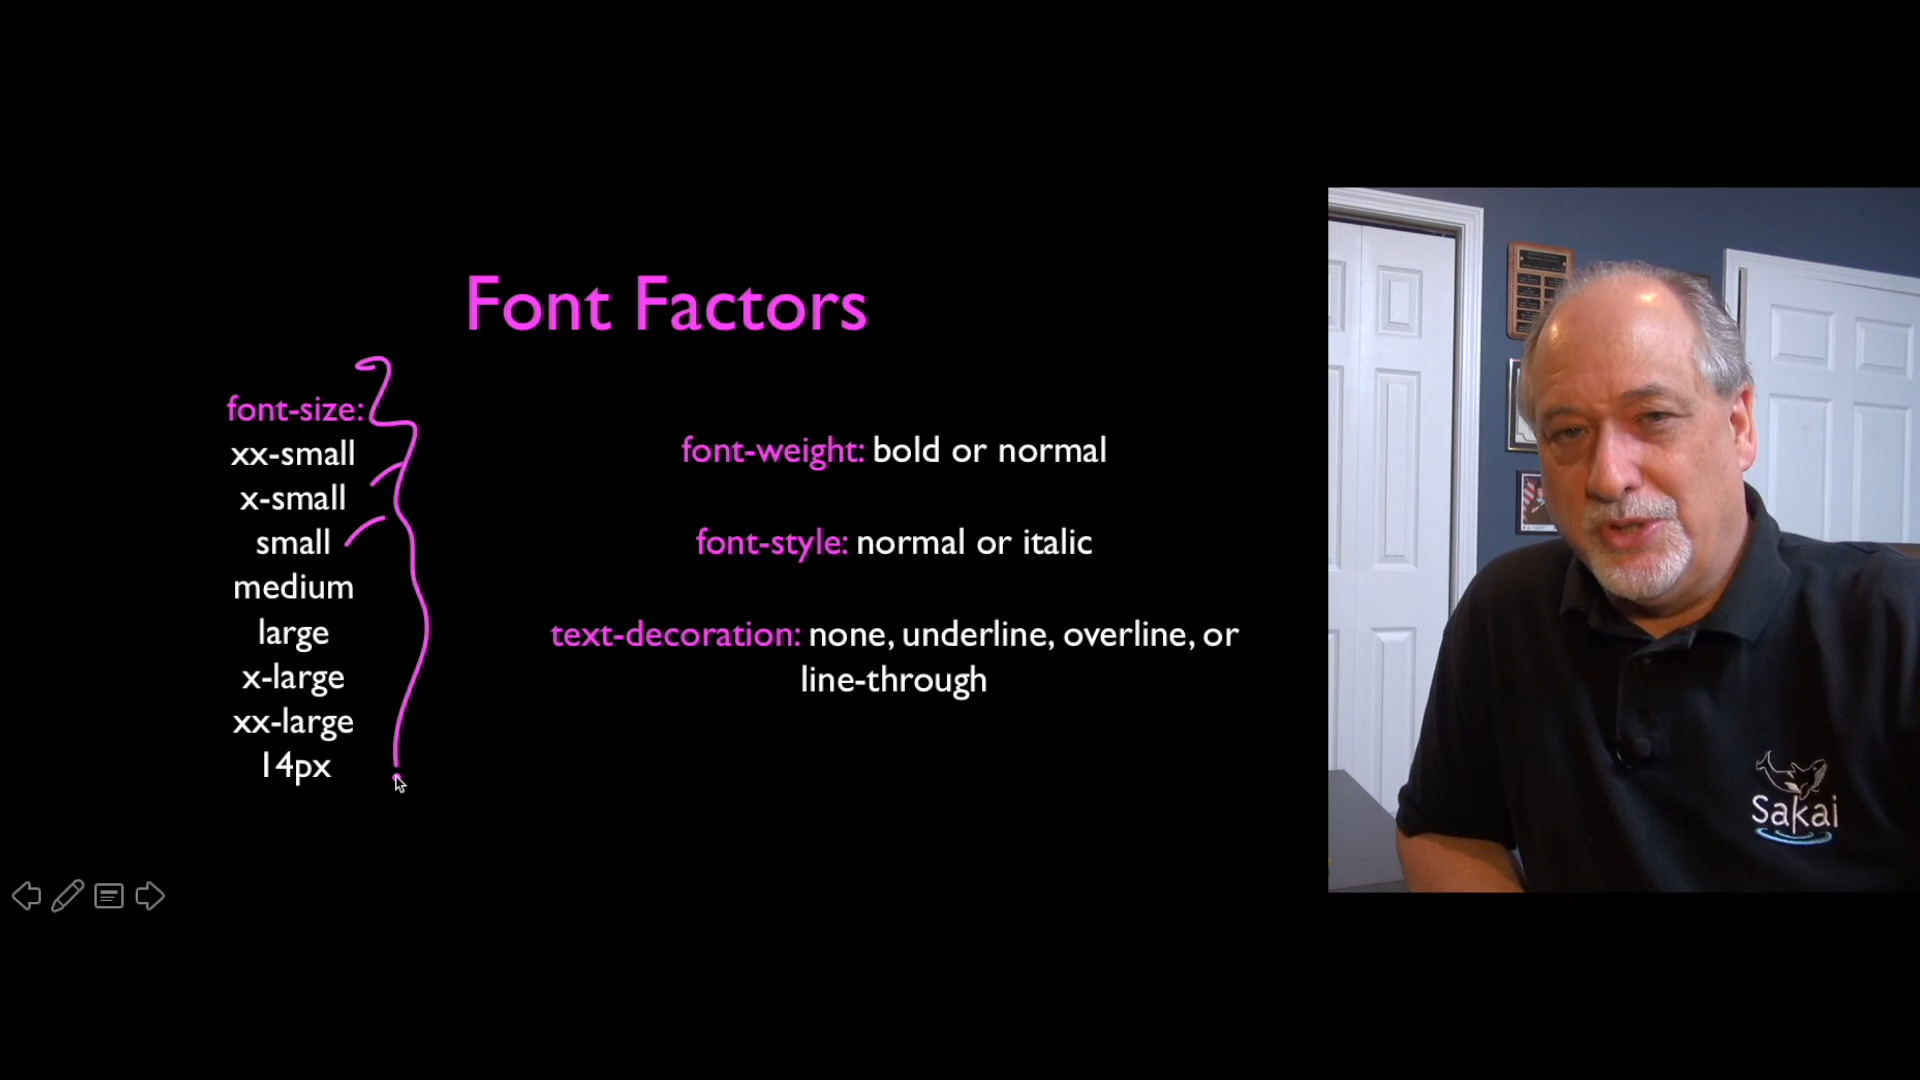 Font Factors
font-size:
xx-small
x-small
small
medium
large
x-large
xx-large
14px
font-weight: bold or normal
font-style: normal or italic
text-decoration: none, underline, overline, or
line-through
Sakai